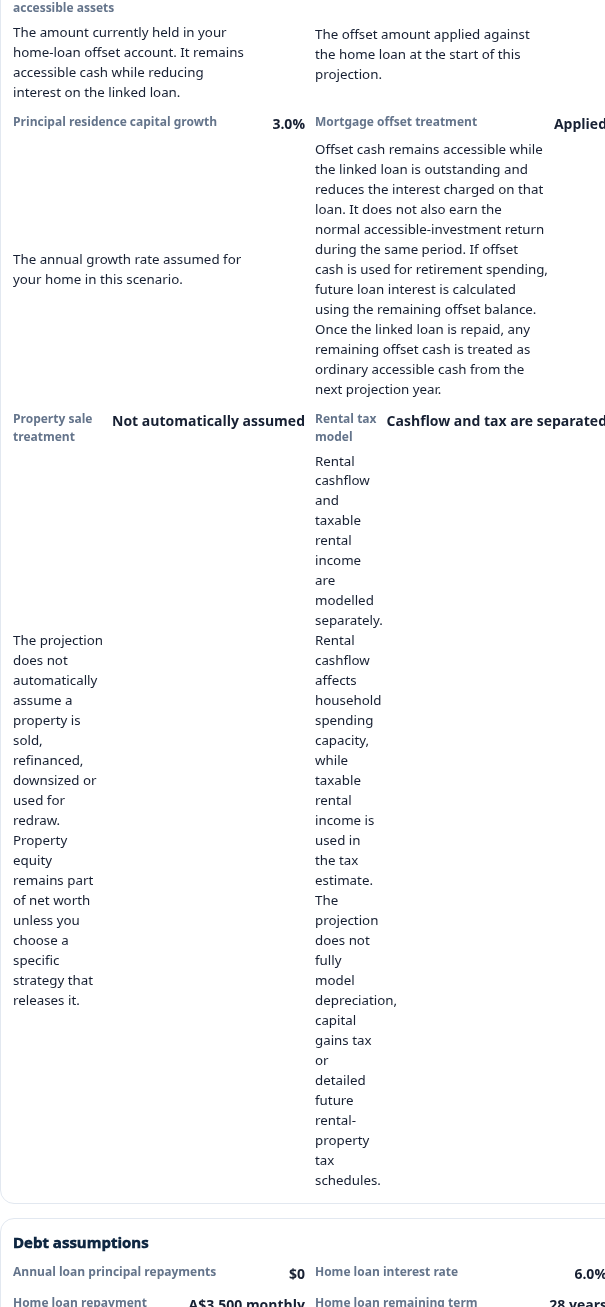 accessible assets
The amount currently held in your
home-loan offset account. It remains
accessible cash while reducing
interest on the linked loan.
The offset amount applied against
the home loan at the start of this
projection.
Principal residence capital growth 3.0%
The annual growth rate assumed for
your home in this scenario.
Mortgage offset treatment Applied
Offset cash remains accessible while
the linked loan is outstanding and
reduces the interest charged on that
loan. It does not also earn the
normal accessible-investment return
during the same period. If offset
cash is used for retirement spending,
future loan interest is calculated
using the remaining offset balance.
Once the linked loan is repaid, any
remaining offset cash is treated as
ordinary accessible cash from the
next projection year.
Property sale
treatment
Not automatically assumed
The projection
does not
automatically
assume a
property is
sold,
refinanced,
downsized or
used for
redraw.
Property
equity
remains part
of net worth
unless you
choose a
specific
strategy that
releases it.
Rental tax
model
Cashflow and tax are separated
Rental
cashflow
and
taxable
rental
income
are
modelled
separately.
Rental
cashflow
affects
household
spending
capacity,
while
taxable
rental
income is
used in
the tax
estimate.
The
projection
does not
fully
model
depreciation,
capital
gains tax
or
detailed
future
rental-
property
tax
schedules.
Debt assumptions
Annual loan principal repayments $0
Home loan interest rate 6.0%
Home loan repayment A$3,500 monthly
Home loan remaining term 28 years